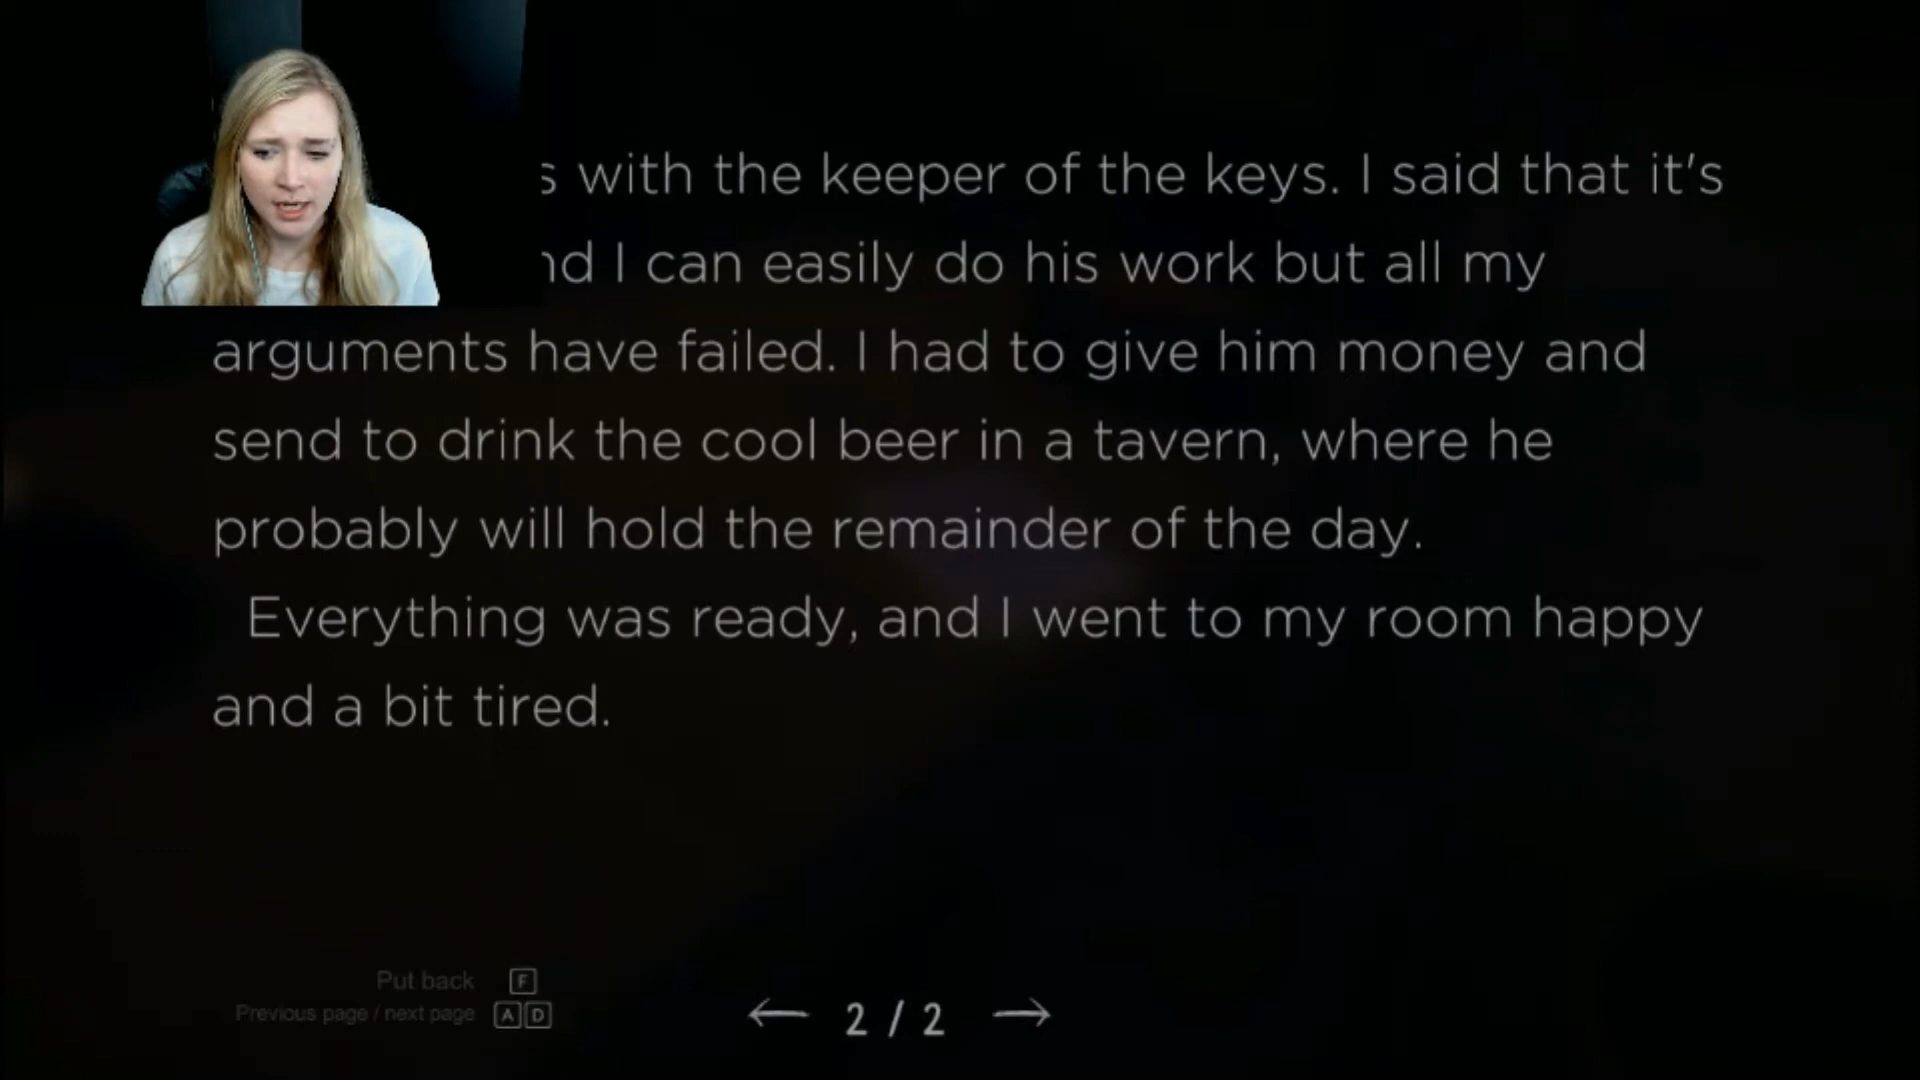 with the keeper of the keys. I said that it's
I can easily do his work but all my
arguments have failed. I had to give him money and
send to drink the cool beer in a tavern, where he
probably will hold the remainder of the day.
Everything was ready, and I went to my room happy
and a bit tired.
Put back F
Previous page / next page A D
← 2 / 2 →